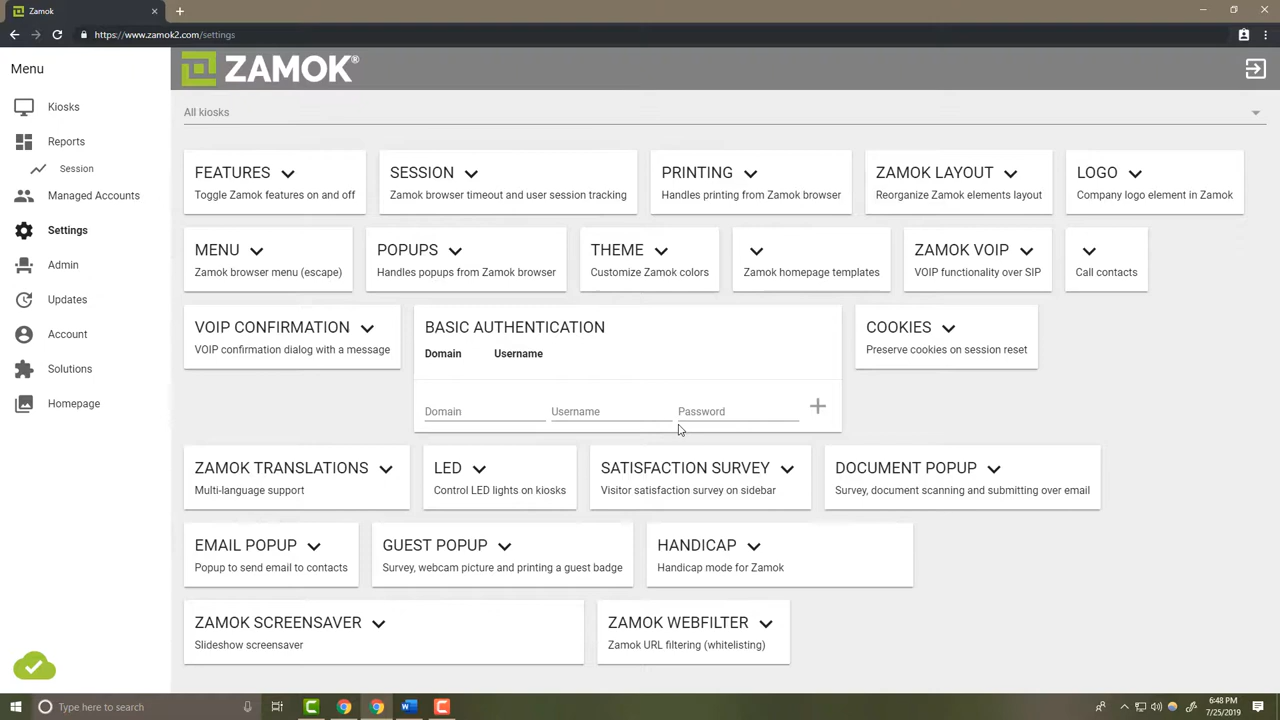 Zamok
https://www.zamok2.com/settings
Menu
ZAMOK®
Kiosks
Reports
Session
Managed Accounts
Settings
Admin
Updates
Account
Solutions
Homepage
All kiosks
FEATURES
Toggle Zamok features on and off
SESSION
Zamok browser timeout and user session tracking
PRINTING
Handles printing from Zamok browser
ZAMOK LAYOUT
Reorganize Zamok elements layout
LOGO
Company logo element in Zamok
MENU
Zamok browser menu (escape)
POPUPS
Handles popups from Zamok browser
THEME
Customize Zamok colors
Zamok homepage templates
ZAMOK VOIP
VOIP functionality over SIP
Call contacts
VOIP CONFIRMATION
VOIP confirmation dialog with a message
BASIC AUTHENTICATION
Domain Username
Domain Username Password
COOKIES
Preserve cookies on session reset
ZAMOK TRANSLATIONS
Multi-language support
LED
Control LED lights on kiosks
SATISFACTION SURVEY
Visitor satisfaction survey on sidebar
DOCUMENT POPUP
Survey, document scanning and submitting over email
EMAIL POPUP
Popup to send email to contacts
GUEST POPUP
Survey, webcam picture and printing a guest badge
HANDICAP
Handicap mode for Zamok
ZAMOK SCREENSAVER
Slideshow screensaver
ZAMOK WEBFILTER
Zamok URL filtering (whitelisting)
Type here to search
6:48 PM
7/25/2019